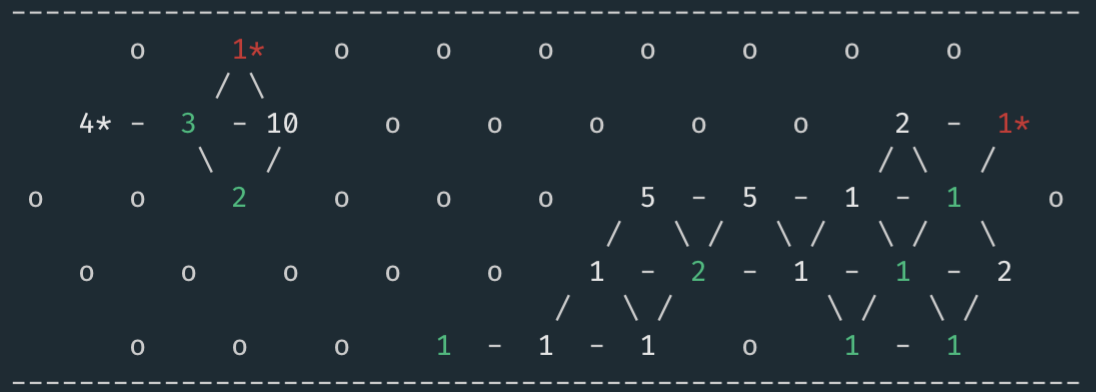 ---------------------------------------------------------------------
o 1* o o o o o o o
/ \
4* - 3 - 10 o o o o o 2 - 1*
\ / / \ /
o o 2 o o o 5 - 5 - 1 - 1 o
/ \ / \ / \ / \
o o o o o 1 - 2 - 1 - 1 - 2
/ \ / \ / \ /
o o o 1 - 1 - 1 o 1 - 1
---------------------------------------------------------------------